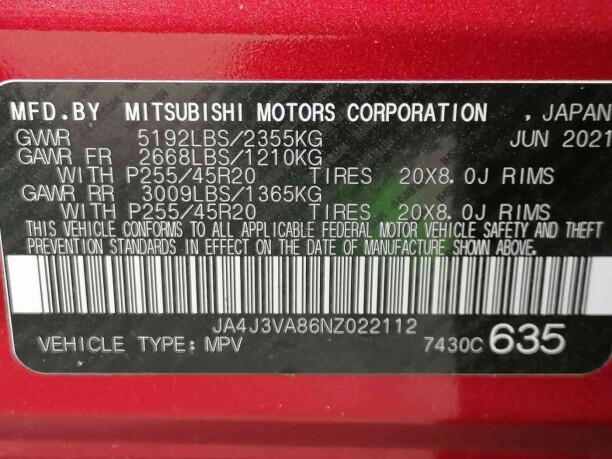 MFD.BY MITSUBISHI MOTORS CORPORATION , JAPAN
GVWR 5192LBS/2355KG JUN 2021
GAWR FR 2668LBS/1210KG
WITH P255/45R20 TIRES 20X8.0J RIMS
GAWR RR 3009LBS/1365KG
WITH P255/45R20 TIRES 20X8.0J RIMS
THIS VEHICLE CONFORMS TO ALL APPLICABLE FEDERAL MOTOR VEHICLE SAFETY AND THEFT
PREVENTION STANDARDS IN EFFECT ON THE DATE OF MANUFACTURE SHOWN ABOVE.
JA4J3VA86NZ022112
VEHICLE TYPE:MPV 7430C 635